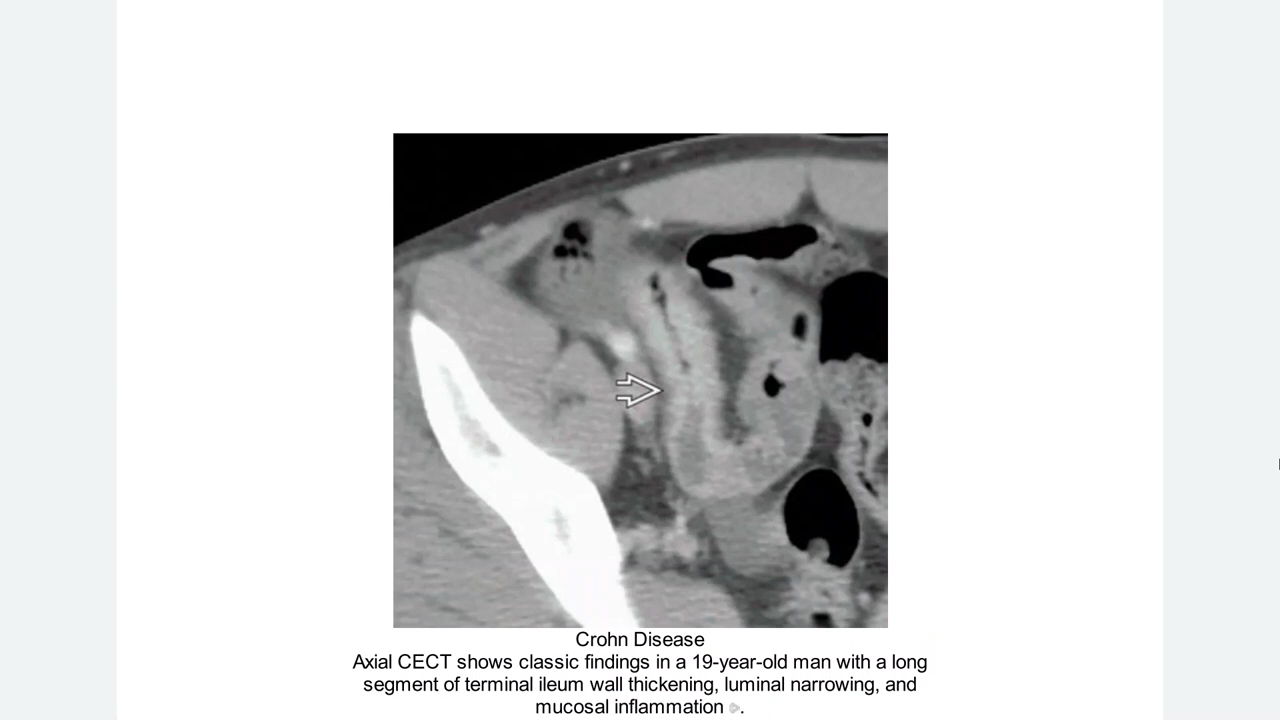 Crohn Disease
Axial CECT shows classic findings in a 19-year-old man with a long
segment of terminal ileum wall thickening, luminal narrowing, and
mucosal inflammation .